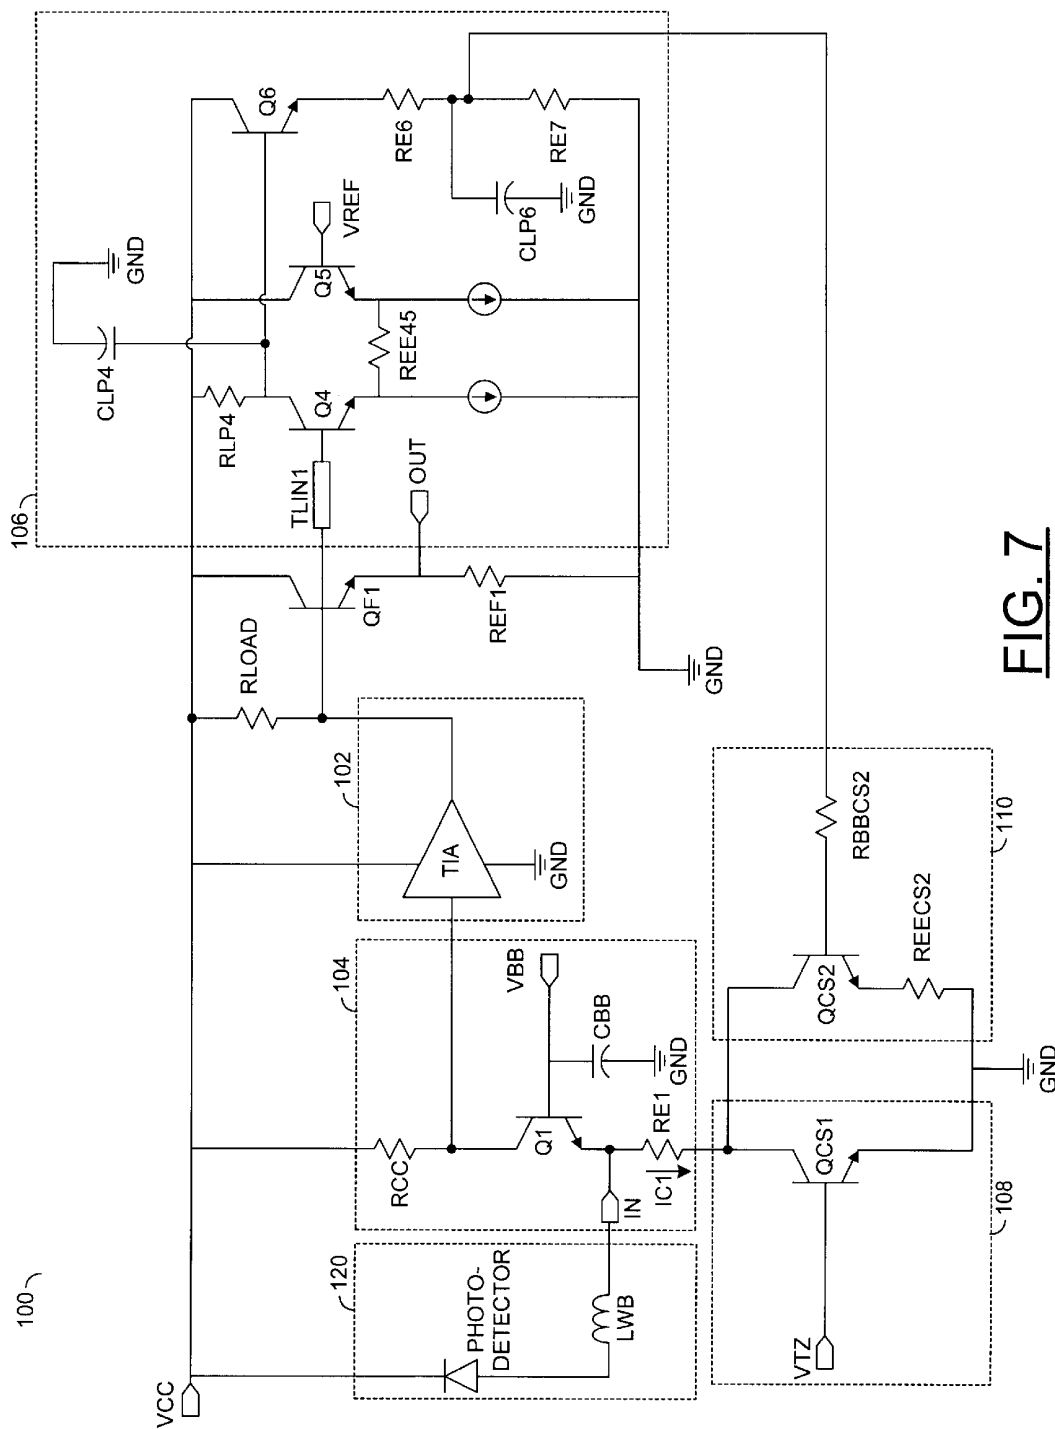 100
VCC
120
PHOTO-
DETECTOR
LWB
IN
104
RCC
Q1
VBB
CBB
GND
RE1
IC1
102
TIA
GND
RLOAD
QF1
OUT
REF1
GND
106
TLIN1
RLP4
CLP4
GND
Q4
REE45
Q5
VREF
Q6
RE6
CLP6
GND
RE7
108
VTZ
QCS1
110
QCS2
REECS2
RBBCS2
GND
FIG. 7